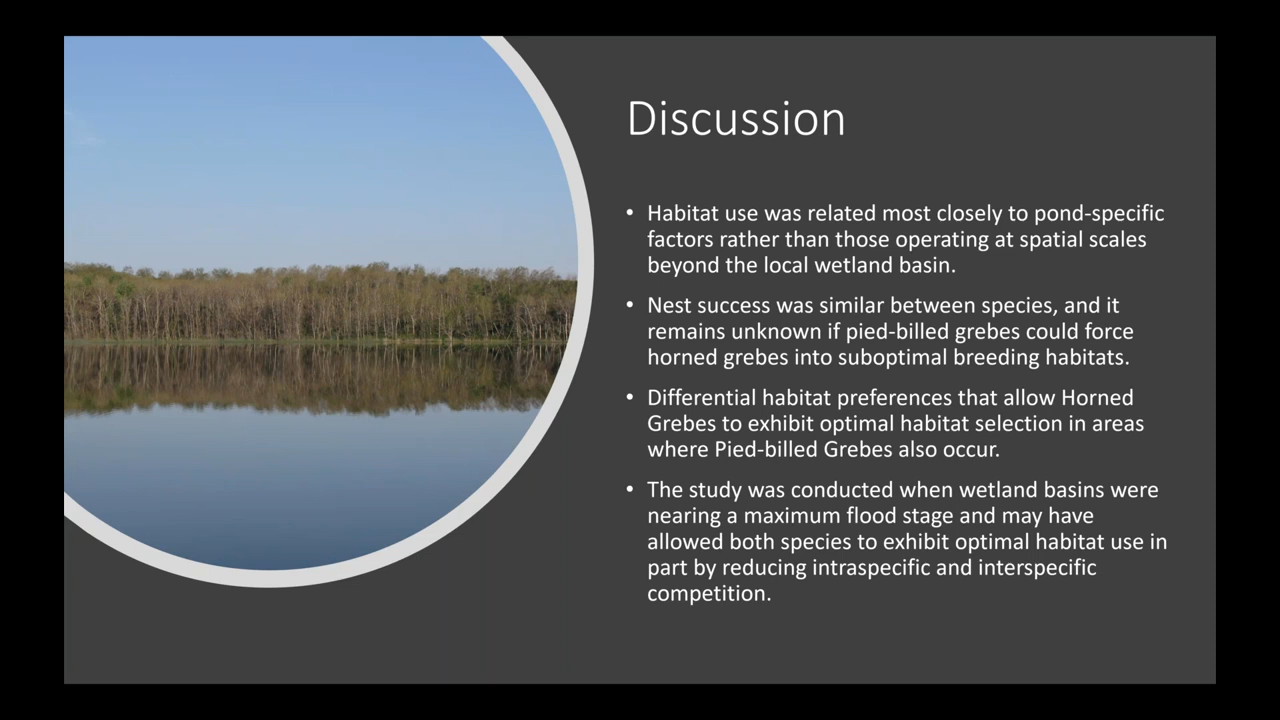 Discussion
• Habitat use was related most closely to pond-specific
factors rather than those operating at spatial scales
beyond the local wetland basin.
• Nest success was similar between species, and it
remains unknown if pied-billed grebes could force
horned grebes into suboptimal breeding habitats.
• Differential habitat preferences that allow Horned
Grebes to exhibit optimal habitat selection in areas
where Pied-billed Grebes also occur.
• The study was conducted when wetland basins were
nearing a maximum flood stage and may have
allowed both species to exhibit optimal habitat use in
part by reducing intraspecific and interspecific
competition.